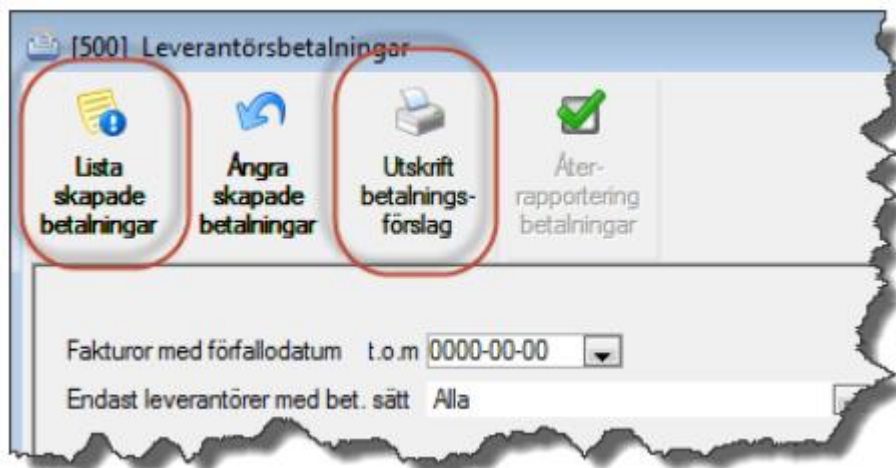 [500] Leverantörsbetalningar
Lista
skapade
betalningar
Ångra
skapade
betalningar
Utskrift
betalnings-
förslag
Åter-
rapportering
betalningar
Fakturor med förfallodatum t.o.m 0000-00-00
Endast leverantörer med bet. sätt Alla